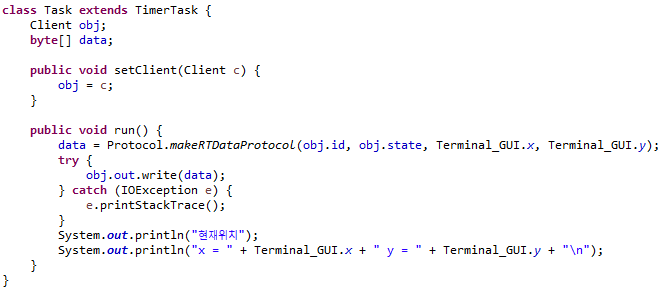 class Task extends TimerTask {
    Client obj;
    byte[] data;

    public void setClient(Client c) {
        obj = c;
    }

    public void run() {
        data = Protocol.makeRTDataProtocol(obj.id, obj.state, Terminal_GUI.x, Terminal_GUI.y);
        try {
            obj.out.write(data);
        } catch (IOException e) {
            e.printStackTrace();
        }
        System.out.println("현재위치");
        System.out.println("x = " + Terminal_GUI.x + " y = " + Terminal_GUI.y + "\n");
    }
}